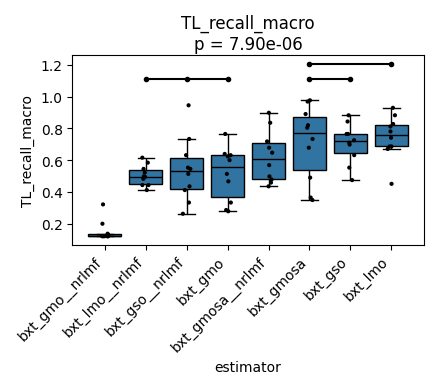 TL_recall_macro
p = 7.90e-06
TL_recall_macro
1.2
1.0
0.8
0.6
0.4
0.2
bxt_gmo__nrlmf
bxt_lmo__nrlmf
bxt_gso__nrlmf
bxt_gmo
bxt_gmosa__nrlmf
bxt_gmosa
bxt_gso
bxt_lmo
estimator